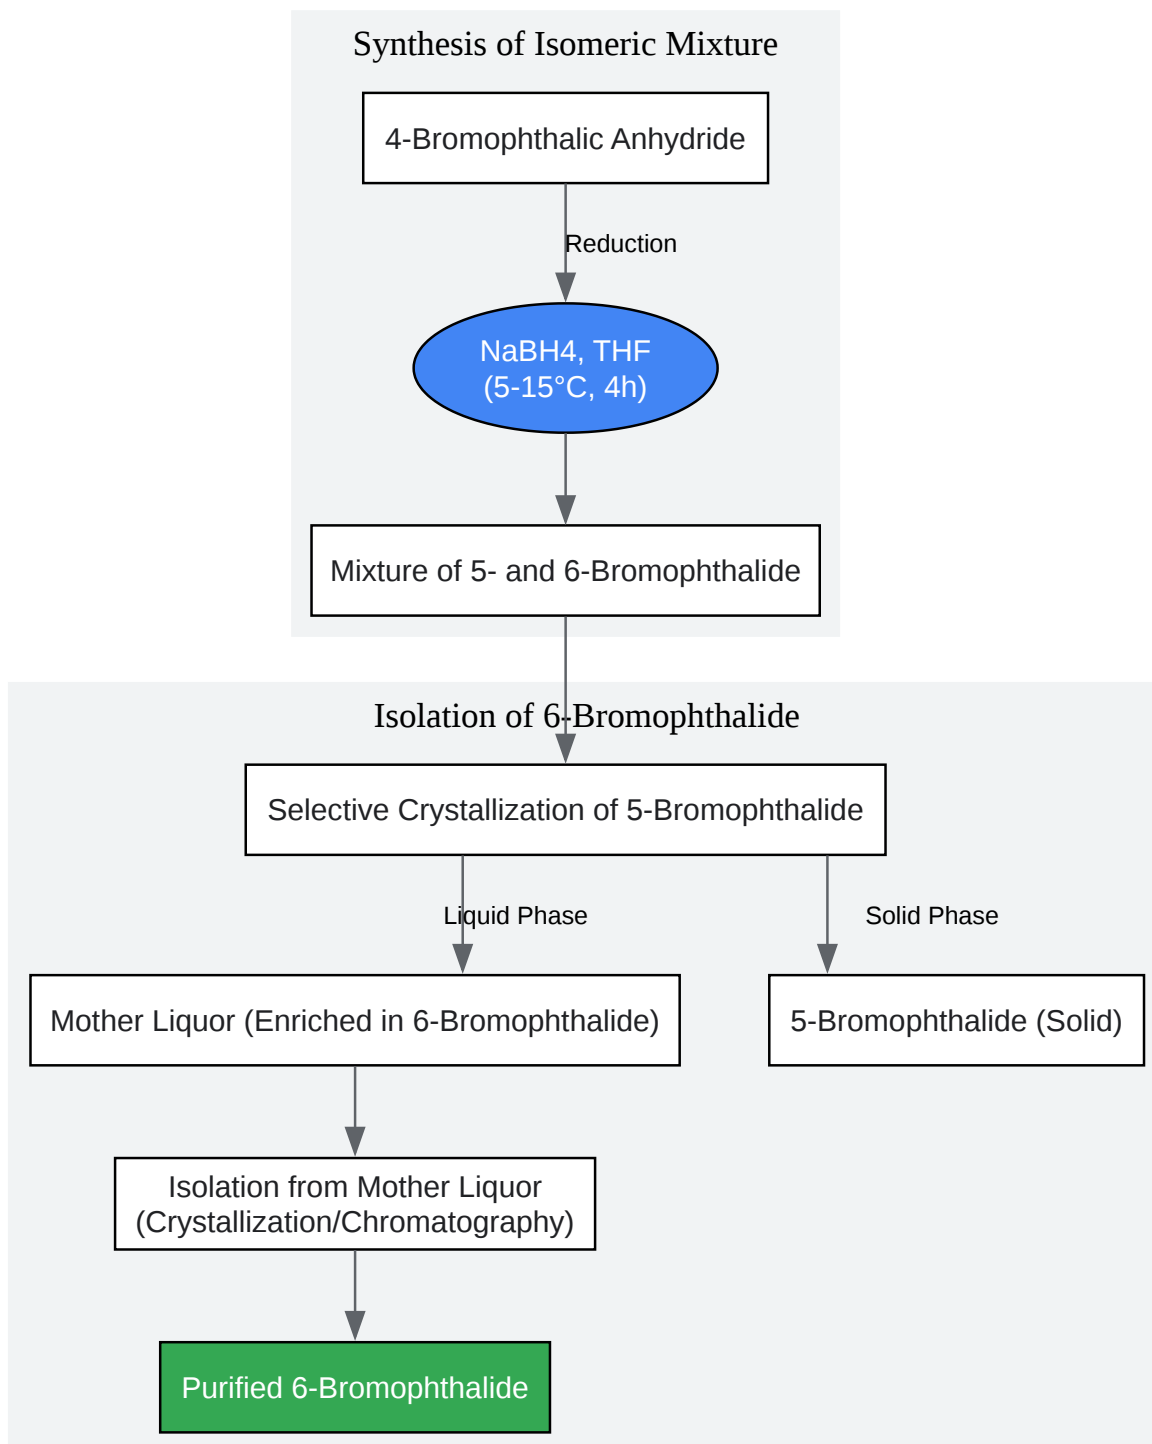 Synthesis of Isomeric Mixture
4-Bromophthalic Anhydride
Reduction
NaBH4, THF
(5-15°C, 4h)
Mixture of 5- and 6-Bromophthalide
Isolation of 6-Bromophthalide
Selective Crystallization of 5-Bromophthalide
Liquid Phase
Solid Phase
Mother Liquor (Enriched in 6-Bromophthalide)
5-Bromophthalide (Solid)
Isolation from Mother Liquor
(Crystallization/Chromatography)
Purified 6-Bromophthalide